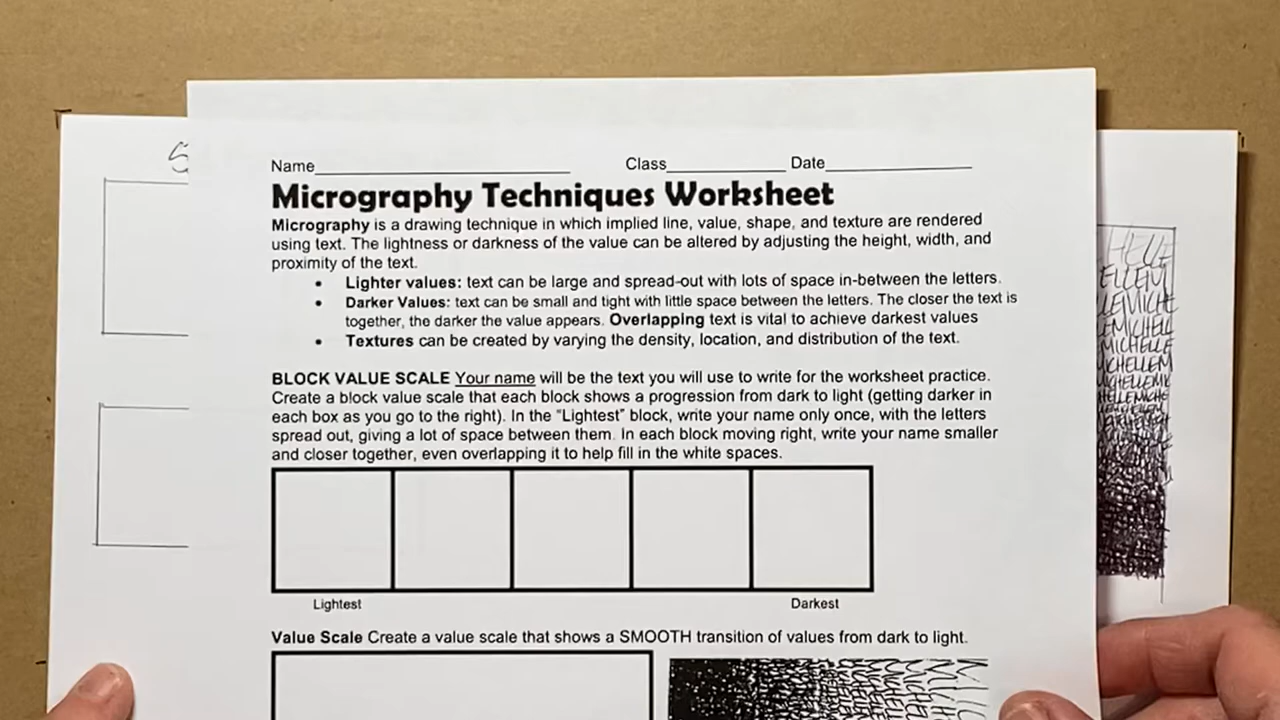 Name Class Date
Micrography Techniques Worksheet
Micrography is a drawing technique in which implied line, value, shape, and texture are rendered
using text. The lightness or darkness of the value can be altered by adjusting the height, width, and
proximity of the text.
• Lighter values: text can be large and spread-out with lots of space in-between the letters.
• Darker Values: text can be small and tight with little space between the letters. The closer the text is
together, the darker the value appears. Overlapping text is vital to achieve darkest values
• Textures can be created by varying the density, location, and distribution of the text.
BLOCK VALUE SCALE Your name will be the text you will use to write for the worksheet practice.
Create a block value scale that each block shows a progression from dark to light (getting darker in
each box as you go to the right). In the “Lightest” block, write your name only once, with the letters
spread out, giving a lot of space between them. In each block moving right, write your name smaller
and closer together, even overlapping it to help fill in the white spaces.
Lightest Darkest
Value Scale Create a value scale that shows a SMOOTH transition of values from dark to light.
ELLEM
LEMICHE
EMICHELL
MICHELLE
MICHELLEM